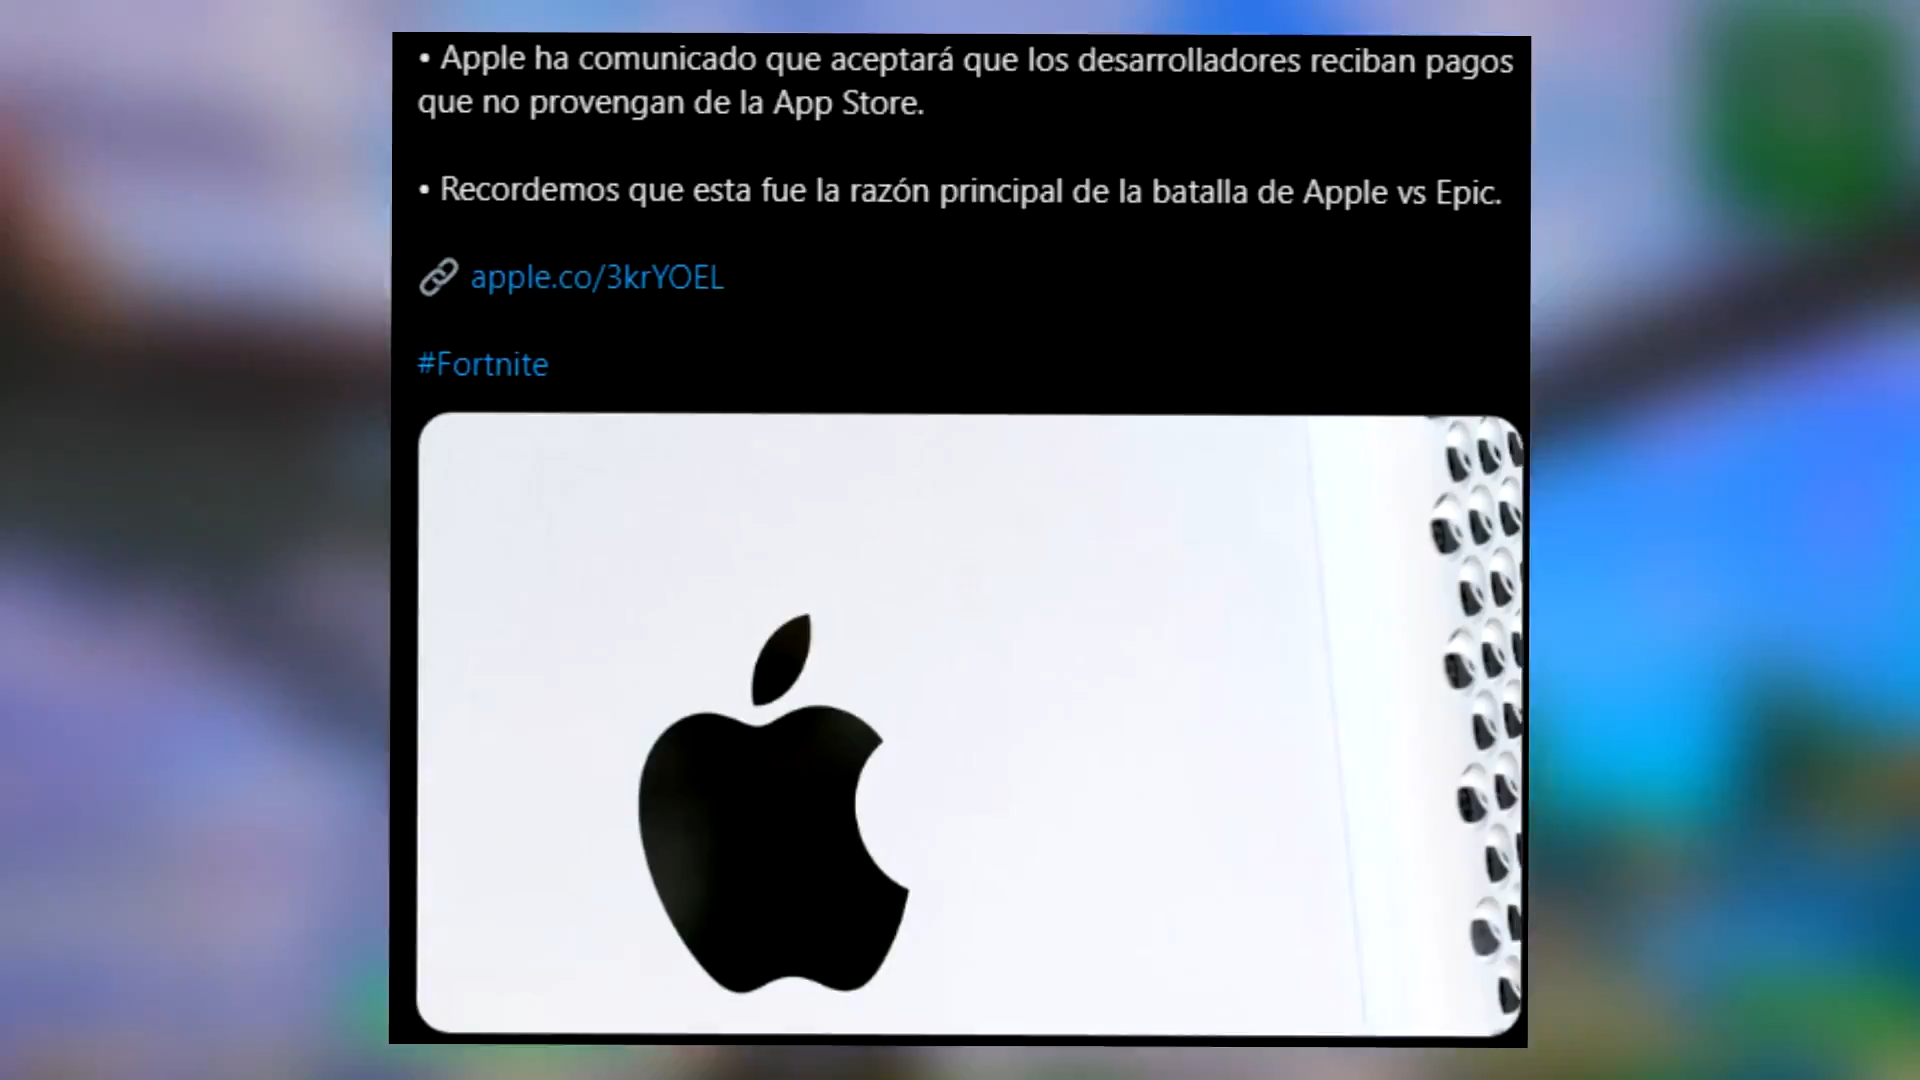 • Apple ha comunicado que aceptará que los desarrolladores reciban pagos
que no provengan de la App Store.
• Recordemos que esta fue la razón principal de la batalla de Apple vs Epic.
apple.co/3krYOEL
#Fortnite